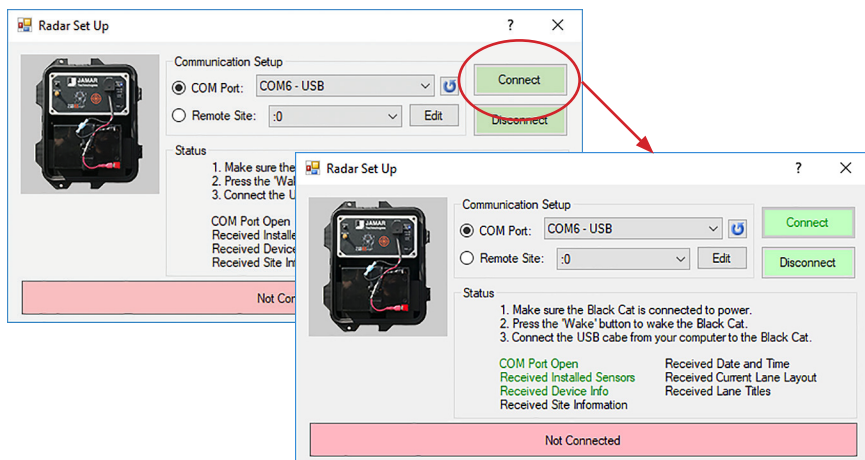 Radar Set Up
?
JAMAR
Technologies
Communication Setup
COM Port:
COM6 - USB
Connect
Remote Site:
:0
Edit
Disconnect
Status
1. Make sure the
2. Press the 'Wake
3. Connect the U
COM Port Open
Received Installe
Received Device
Received Site In
Not Con
Radar Set Up
?
JAMAR
Technologies
Communication Setup
COM Port:
COM6 - USB
Connect
Remote Site:
:0
Edit
Disconnect
Status
1. Make sure the Black Cat is connected to power.
2. Press the 'Wake' button to wake the Black Cat.
3. Connect the USB cabe from your computer to the Black Cat.
COM Port Open
Received Installed Sensors
Received Device Info
Received Site Information
Received Date and Time
Received Current Lane Layout
Received Lane Titles
Not Connected